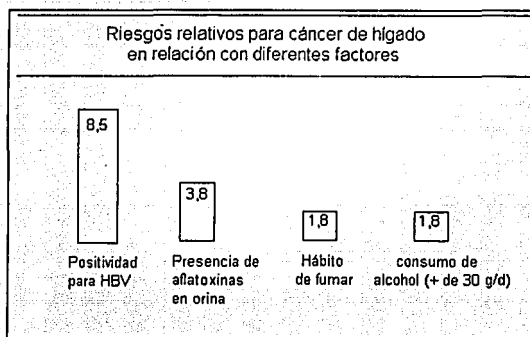 Riesgos relativos para cáncer de hígado
en relación con diferentes factores
8,5
3,8
1,8
1,8
Positividad
para HBV
Presencia de
aflatoxinas
en orina
Hábito
de fumar
consumo de
alcohol (+ de 30 g/d)